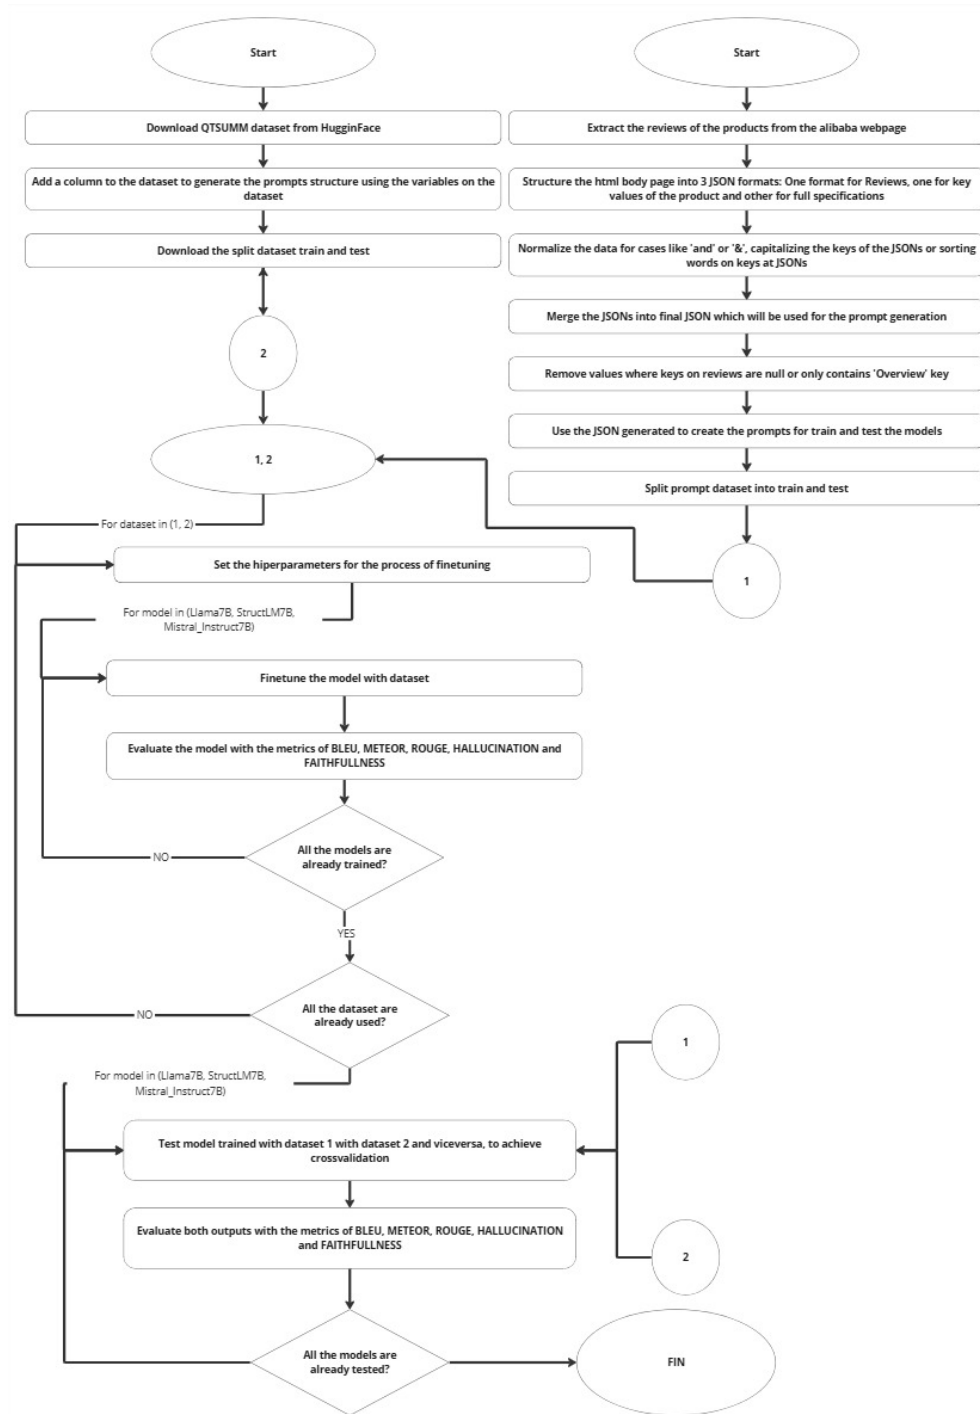 Start
Download QTSUMM dataset from HugginFace
Add a column to the dataset to generate the prompts structure using the variables on the
dataset
Download the split dataset train and test
2
1, 2
Start
Extract the reviews of the products from the alibaba webpage
Structure the html body page into 3 JSON formats: One format for Reviews, one for key
values of the product and other for full specifications
Normalize the data for cases like 'and' or '&', capitalizing the keys of the JSONs or sorting
words on keys at JSONs
Merge the JSONs into final JSON which will be used for the prompt generation
Remove values where keys on reviews are null or only contains 'Overview' key
Use the JSON generated to create the prompts for train and test the models
Split prompt dataset into train and test
1
For dataset in (1, 2)
Set the hiperparameters for the process of finetuning
For model in (Llama7B, StructLM7B,
Mistral_Instruct7B)
Finetune the model with dataset
Evaluate the model with the metrics of BLEU, METEOR, ROUGE, HALLUCINATION and
FAITHFULLNESS
All the models are
already trained?
NO
YES
All the dataset are
already used?
NO
For model in (Llama7B, StructLM7B,
Mistral_Instruct7B)
1
Test model trained with dataset 1 with dataset 2 and viceversa, to achieve
crossvalidation
Evaluate both outputs with the metrics of BLEU, METEOR, ROUGE, HALLUCINATION
and FAITHFULLNESS
2
All the models are
already tested?
FIN